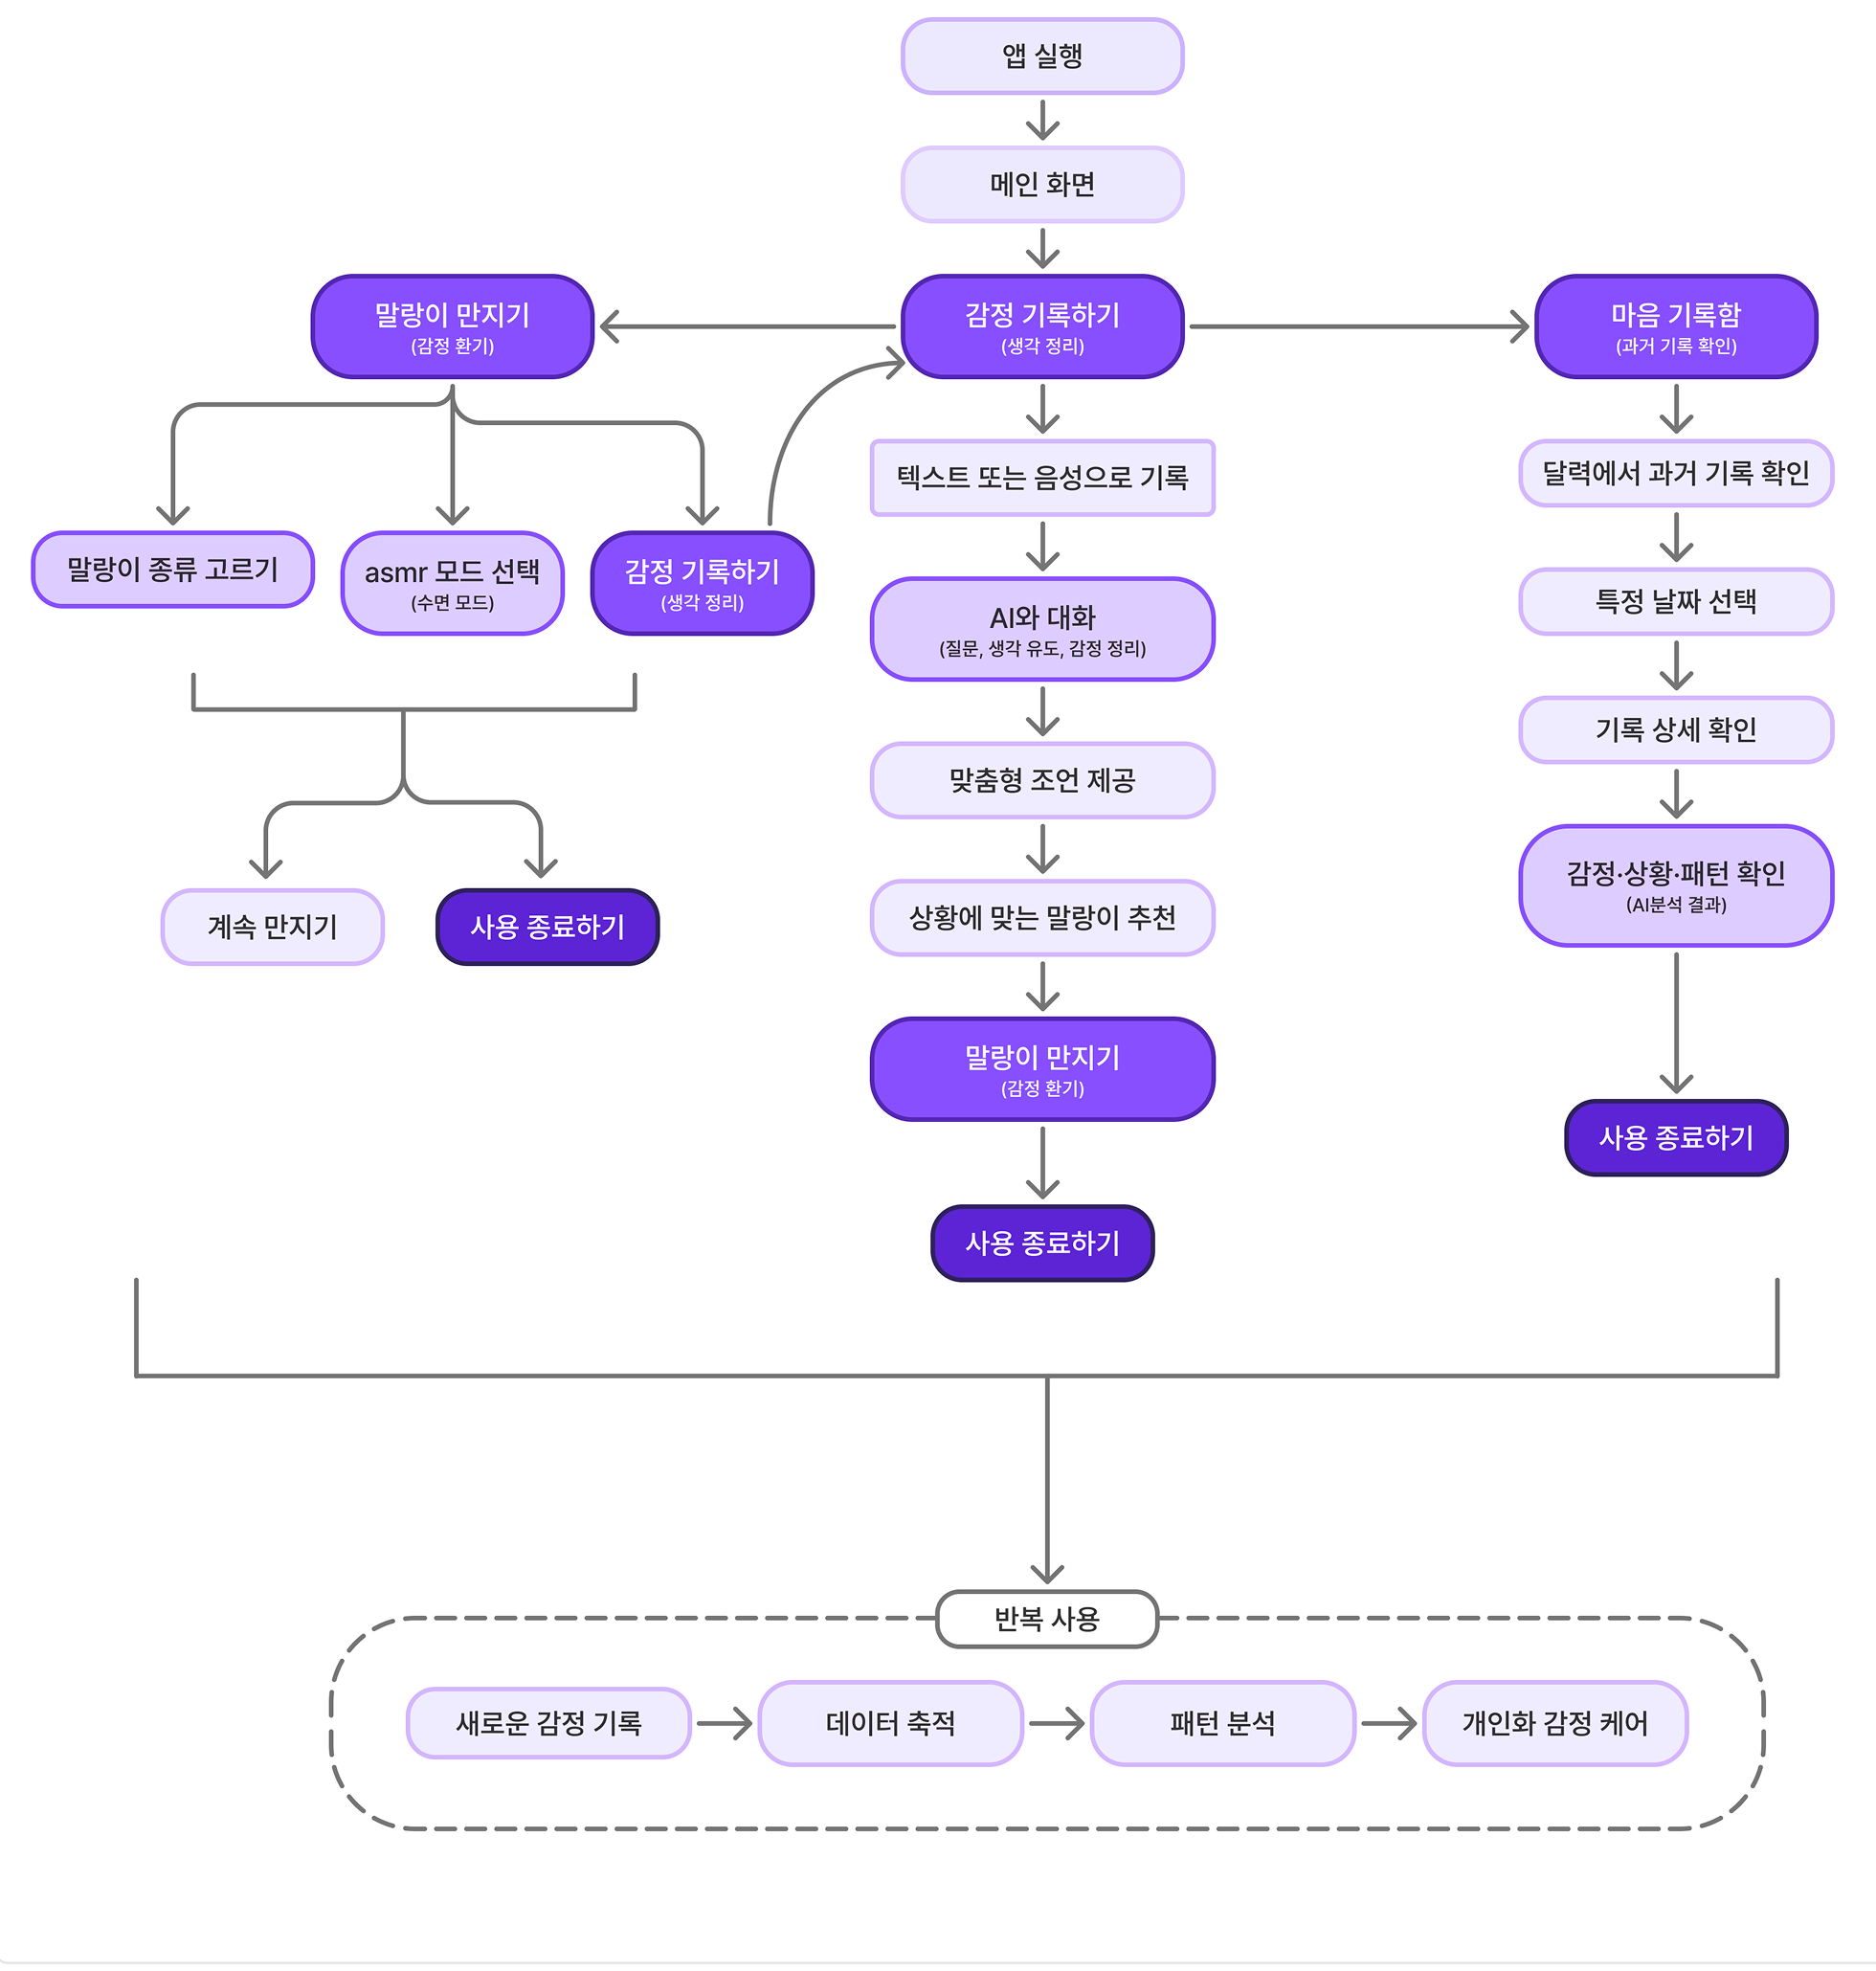 앱 실행
메인 화면
말랑이 만지기
(감정 환기)
감정 기록하기
(생각 정리)
마음 기록함
(과거 기록 확인)
말랑이 종류 고르기
asmr 모드 선택
(수면 모드)
감정 기록하기
(생각 정리)
계속 만지기
사용 종료하기
텍스트 또는 음성으로 기록
AI와 대화
(질문, 생각 유도, 감정 정리)
맞춤형 조언 제공
상황에 맞는 말랑이 추천
말랑이 만지기
(감정 환기)
사용 종료하기
달력에서 과거 기록 확인
특정 날짜 선택
기록 상세 확인
감정·상황·패턴 확인
(AI분석 결과)
사용 종료하기
반복 사용
새로운 감정 기록
데이터 축적
패턴 분석
개인화 감정 케어